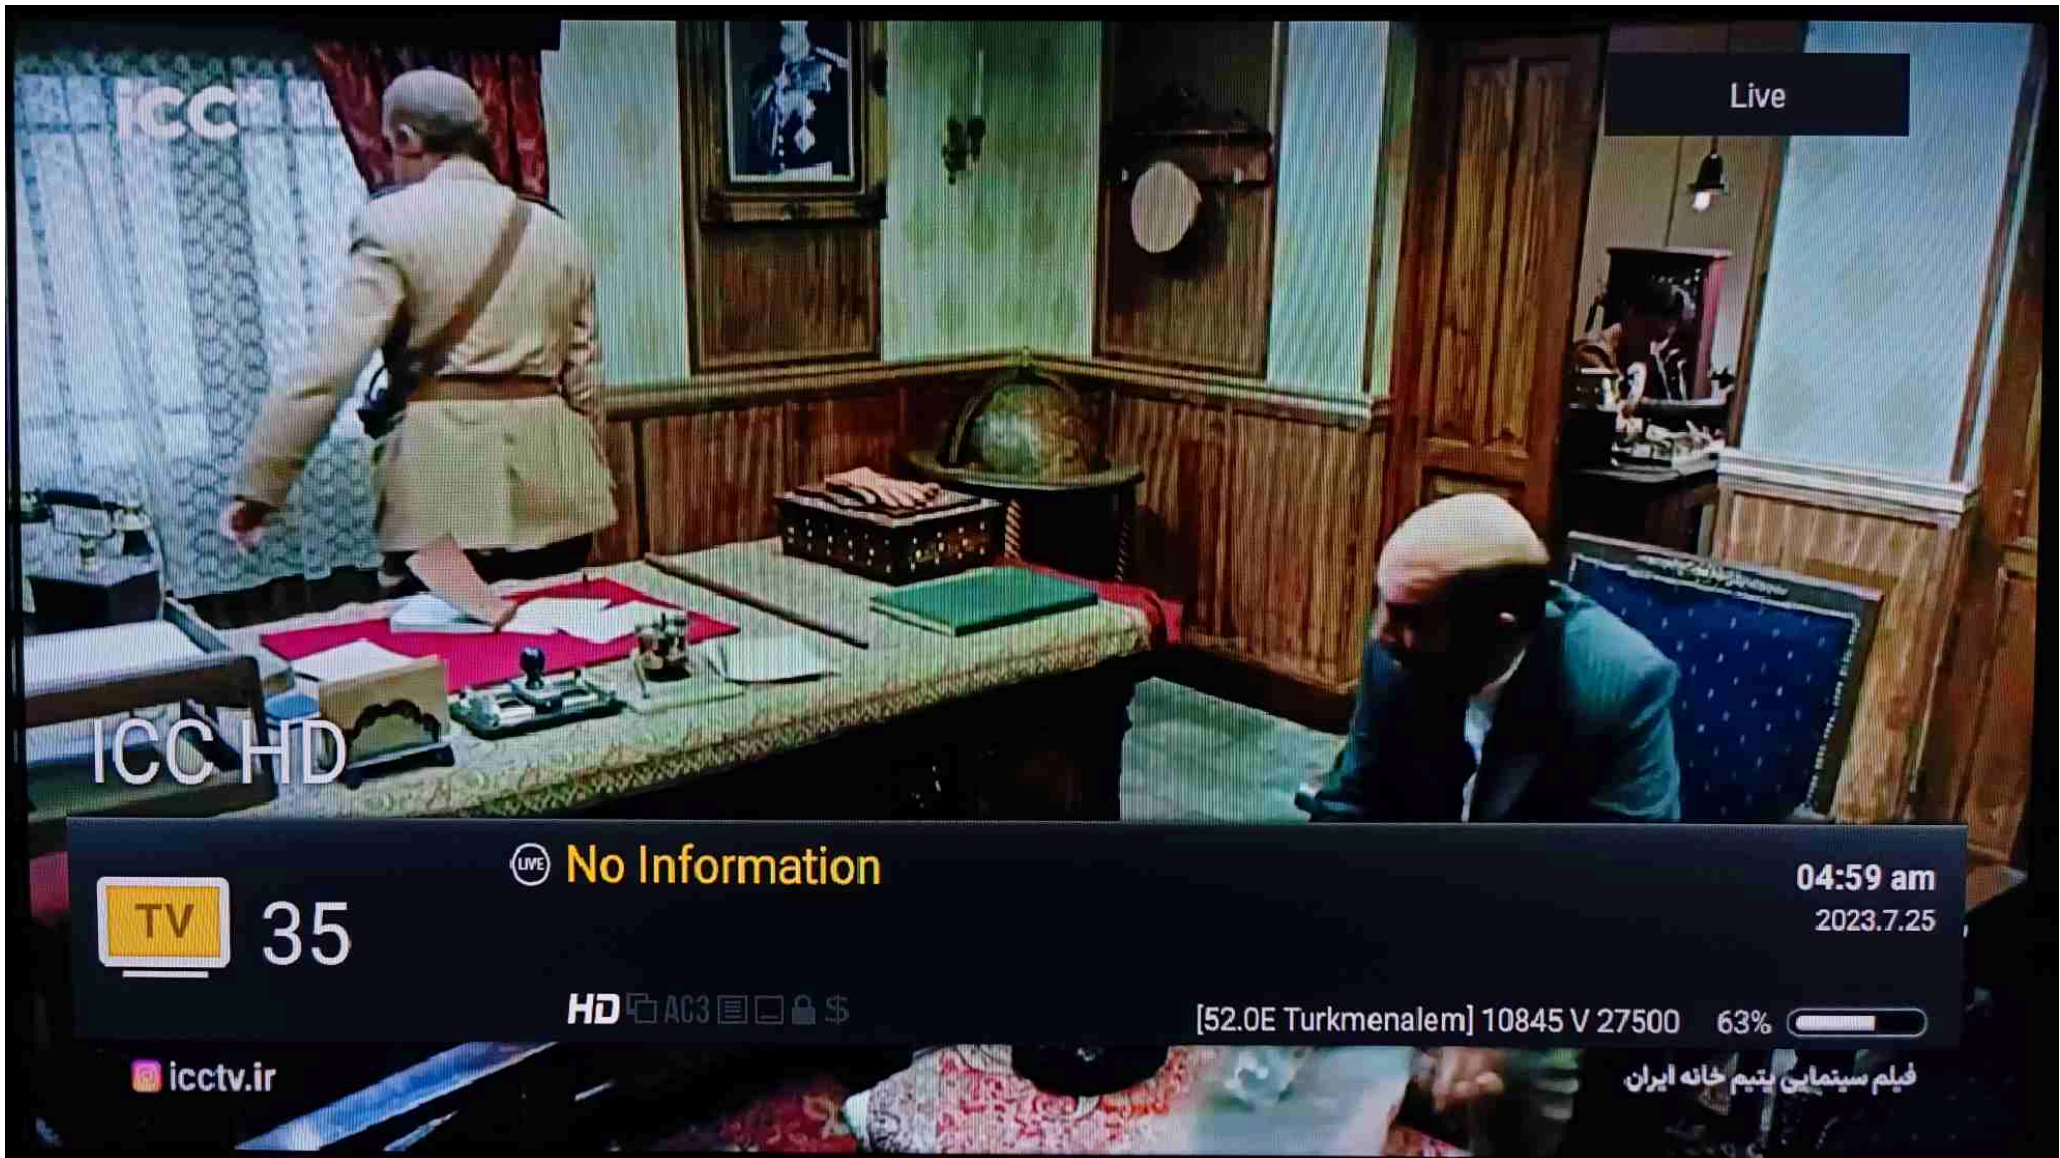 icc+
Live
ICC HD
TV
35
LIVE No Information
04:59 am
2023.7.25
HD AC3 $
[52.0E Turkmenalem] 10845 V 27500 63%
icctv.ir
فیلم سینمایی یتیم خانه ایران